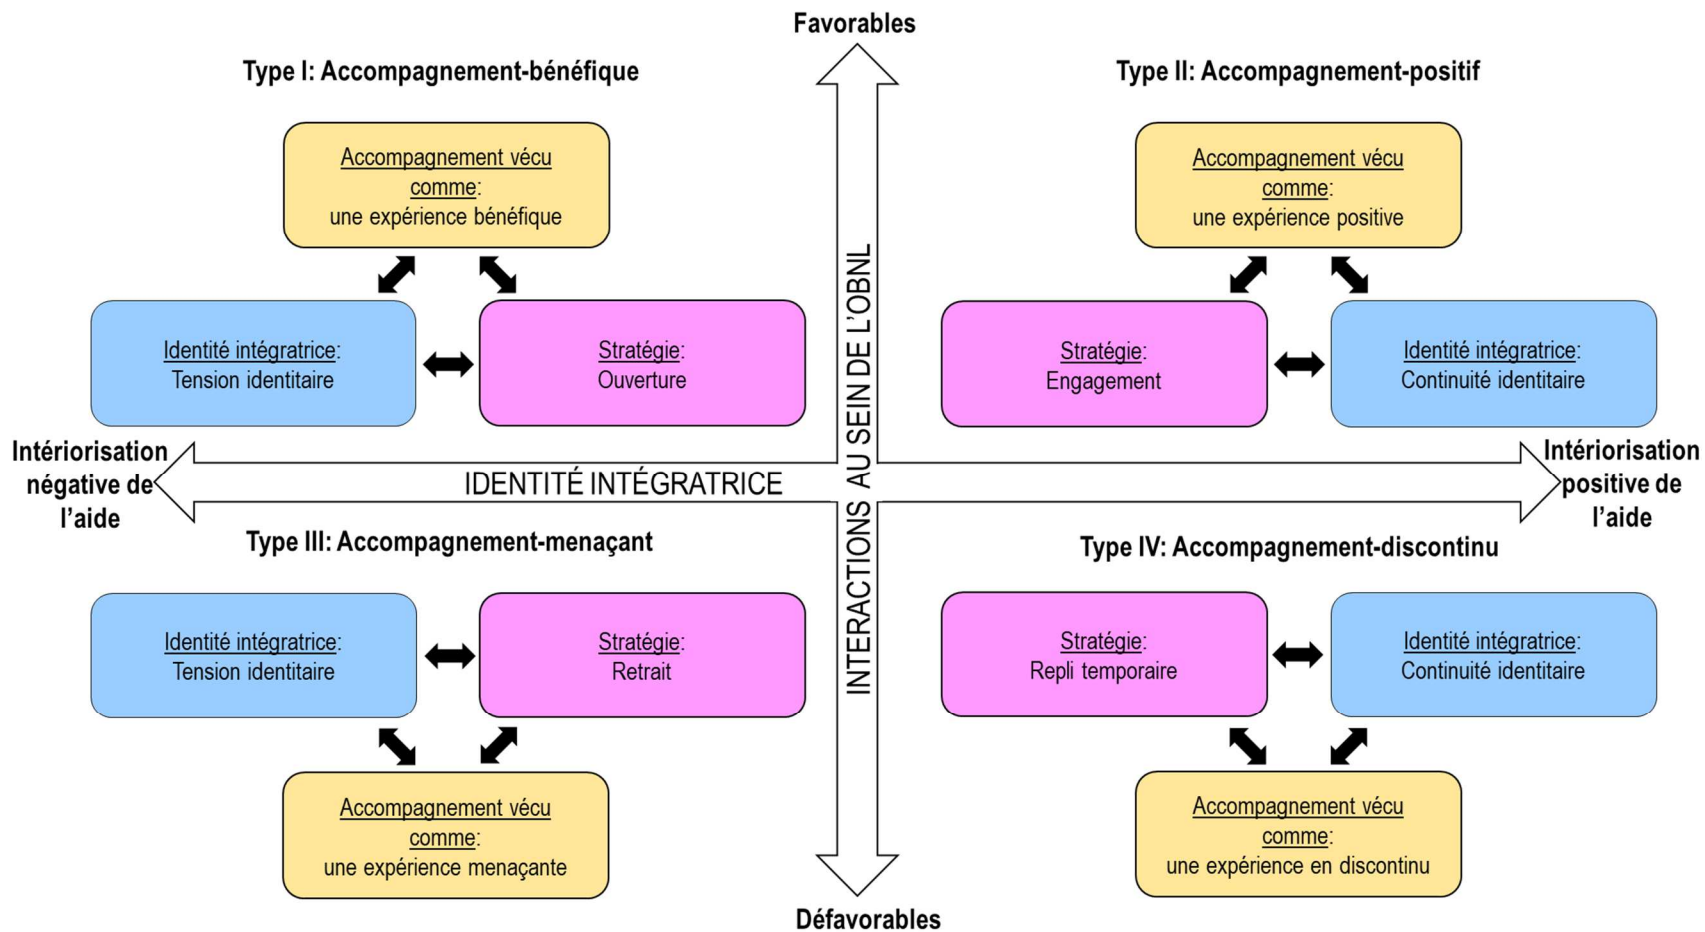 Favorables
Type I: Accompagnement-bénéfique
Accompagnement vécu
comme:
une expérience bénéfique
Identité intégratrice:
Tension identitaire
Stratégie:
Ouverture
Type II: Accompagnement-positif
Accompagnement vécu
comme:
une expérience positive
Stratégie:
Engagement
Identité intégratrice:
Continuité identitaire
Intériorisation
négative de
l'aide
IDENTITÉ INTÉGRATRICE
INTERACTIONS AU SEIN DE L'OBNL
Intériorisation
positive de
l'aide
Type III: Accompagnement-menaçant
Identité intégratrice:
Tension identitaire
Stratégie:
Retrait
Accompagnement vécu
comme:
une expérience menaçante
Type IV: Accompagnement-discontinu
Stratégie:
Repli temporaire
Identité intégratrice:
Continuité identitaire
Accompagnement vécu
comme:
une expérience en discontinu
Défavorables